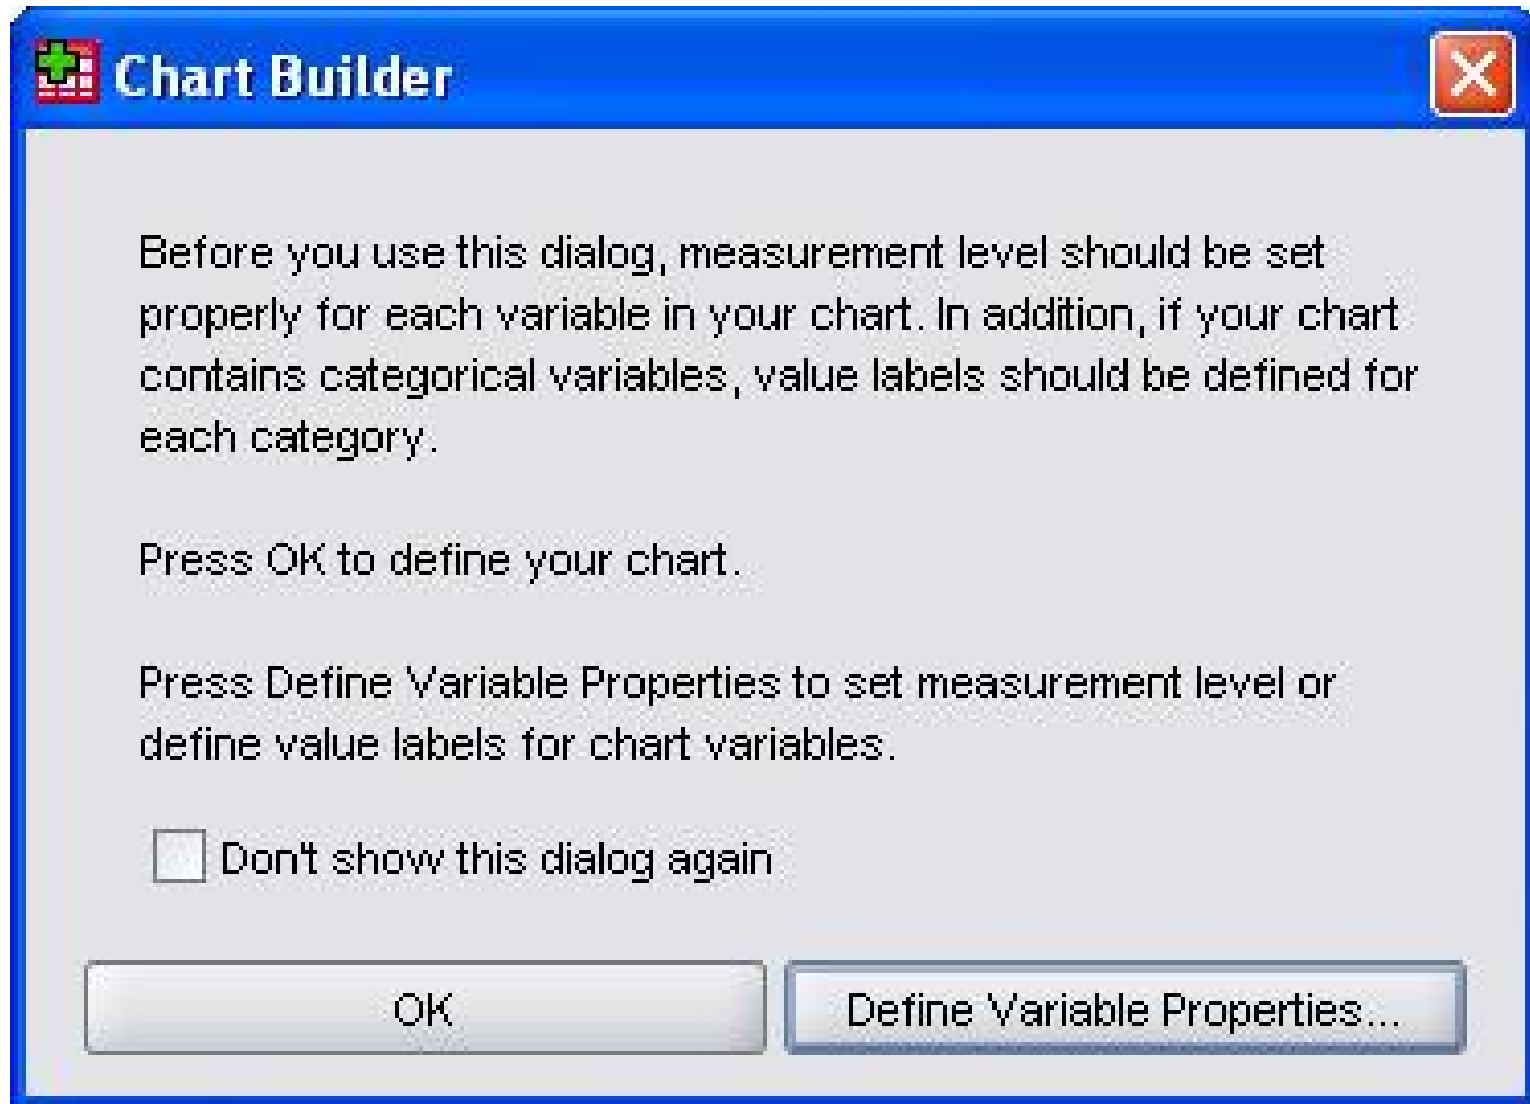 Chart Builder
Before you use this dialog, measurement level should be set
properly for each variable in your chart. In addition, if your chart
contains categorical variables, value labels should be defined for
each category.
Press OK to define your chart.
Press Define Variable Properties to set measurement level or
define value labels for chart variables.
Don't show this dialog again
OK
Define Variable Properties...